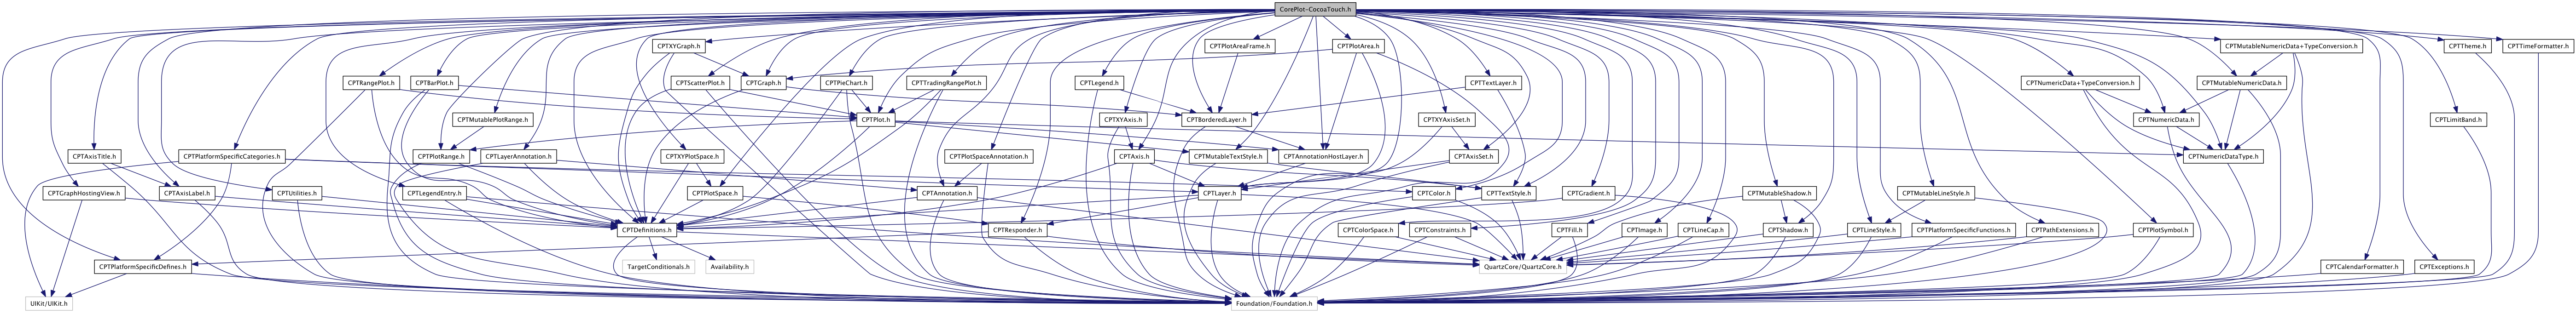 CorePlot-CocoaTouch.h
CPTXYGraph.h
CPTPlotAreaFrame.h
CPTPlotArea.h
CPTMutableNumericData+TypeConversion.h
CPTTheme.h
CPTTimeFormatter.h
CPTRangePlot.h
CPTBarPlot.h
CPTScatterPlot.h
CPTGraph.h
CPTPieChart.h
CPTTradingRangePlot.h
CPTLegend.h
CPTTextLayer.h
CPTNumericData+TypeConversion.h
CPTMutableNumericData.h
CPTMutablePlotRange.h
CPTPlot.h
CPTXYAxis.h
CPTBorderedLayer.h
CPTXYAxisSet.h
CPTNumericData.h
CPTLimitBand.h
CPTAxisTitle.h
CPTPlatformSpecificCategories.h
CPTPlotRange.h
CPTLayerAnnotation.h
CPTXYPlotSpace.h
CPTPlotSpaceAnnotation.h
CPTAxis.h
CPTMutableTextStyle.h
CPTAnnotationHostLayer.h
CPTAxisSet.h
CPTNumericDataType.h
CPTGraphHostingView.h
CPTAxisLabel.h
CPTUtilities.h
CPTLegendEntry.h
CPTPlotSpace.h
CPTAnnotation.h
CPTLayer.h
CPTColor.h
CPTTextStyle.h
CPTGradient.h
CPTMutableShadow.h
CPTMutableLineStyle.h
CPTDefinitions.h
CPTResponder.h
CPTColorSpace.h
CPTConstraints.h
CPTFill.h
CPTImage.h
CPTLineCap.h
CPTShadow.h
CPTLineStyle.h
CPTPlatformSpecificFunctions.h
CPTPathExtensions.h
CPTPlotSymbol.h
CPTPlatformSpecificDefines.h
TargetConditionals.h
Availability.h
QuartzCore/QuartzCore.h
CPTCalendarFormatter.h
CPTExceptions.h
UIKit/UIKit.h
Foundation/Foundation.h